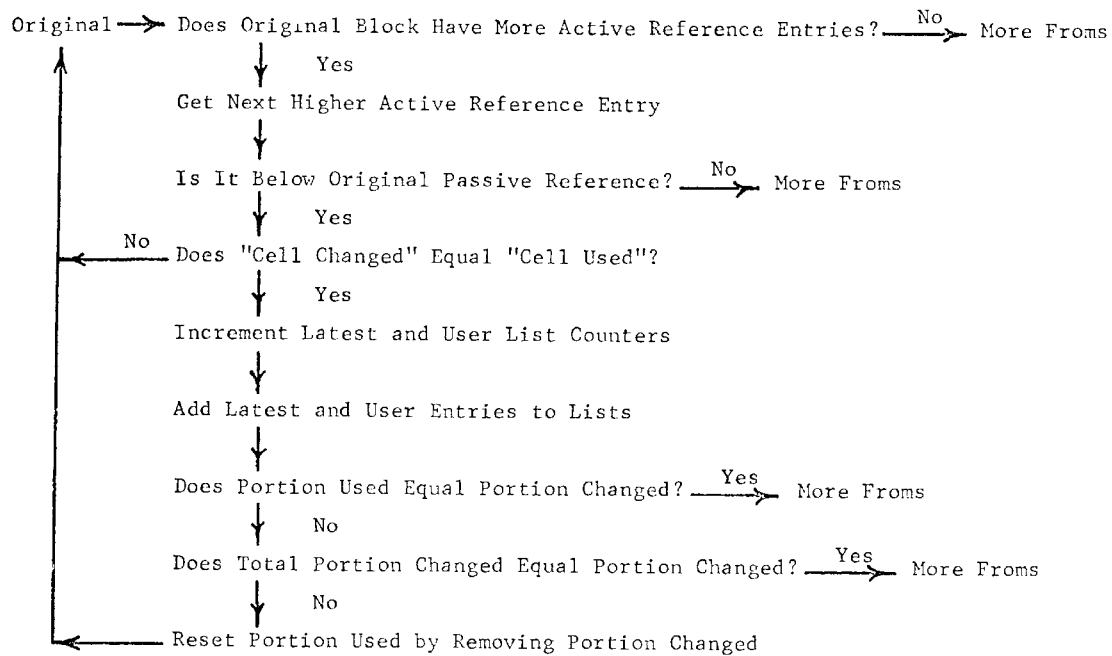 Original Does Original Block Have More Active Reference Entries? No More Froms
Yes
Get Next Higher Active Reference Entry
Is It Below Original Passive Reference? No More Froms
Yes
No Does "Cell Changed" Equal "Cell Used"?
Yes
Increment Latest and User List Counters
Add Latest and User Entries to Lists
Does Portion Used Equal Portion Changed? Yes More Froms
No
Does Total Portion Changed Equal Portion Changed? Yes More Froms
No
Reset Portion Used by Removing Portion Changed